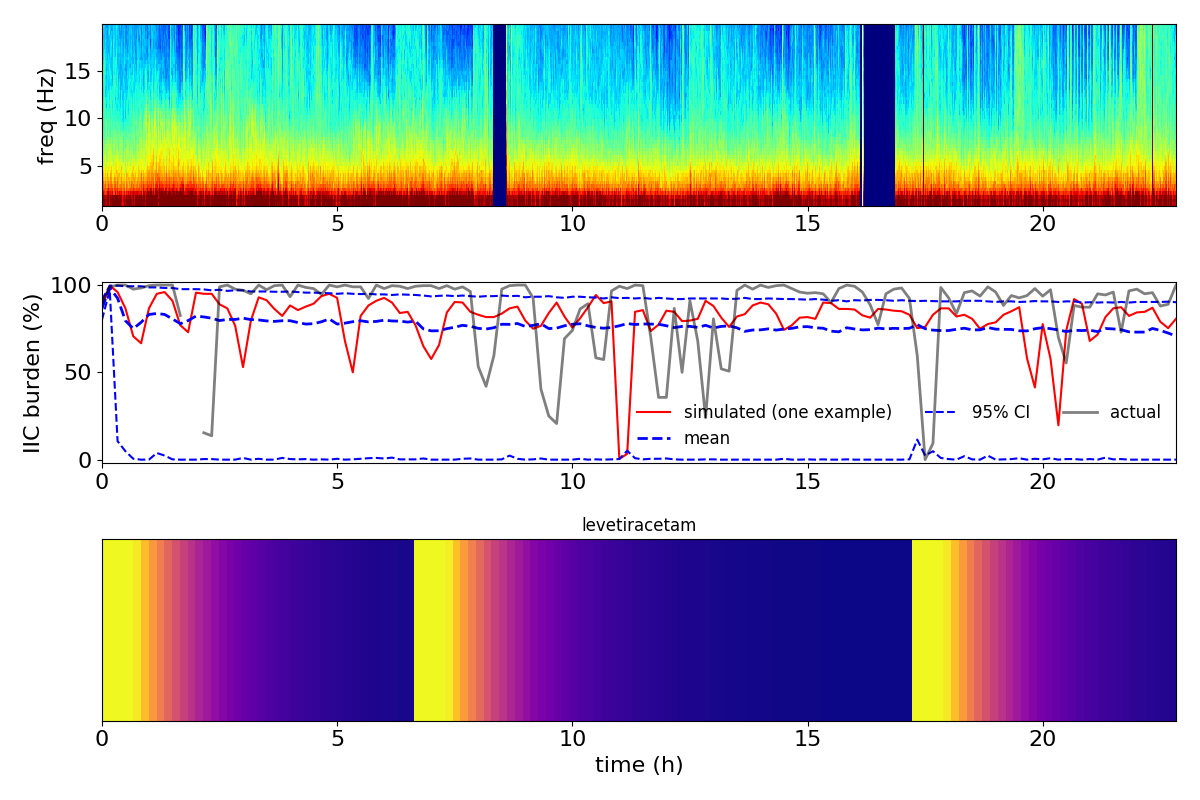 freq (Hz)
15
10
5
0 5 10 15 20
IIC burden (%)
100
50
0
simulated (one example) 95% CI actual
mean
0 5 10 15 20
levetiracetam
0 5 10 15 20
time (h)